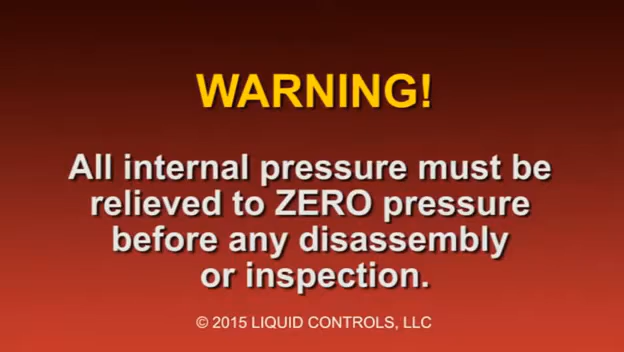 WARNING!
All internal pressure must be
relieved to ZERO pressure
before any disassembly
or inspection.
© 2015 LIQUID CONTROLS, LLC